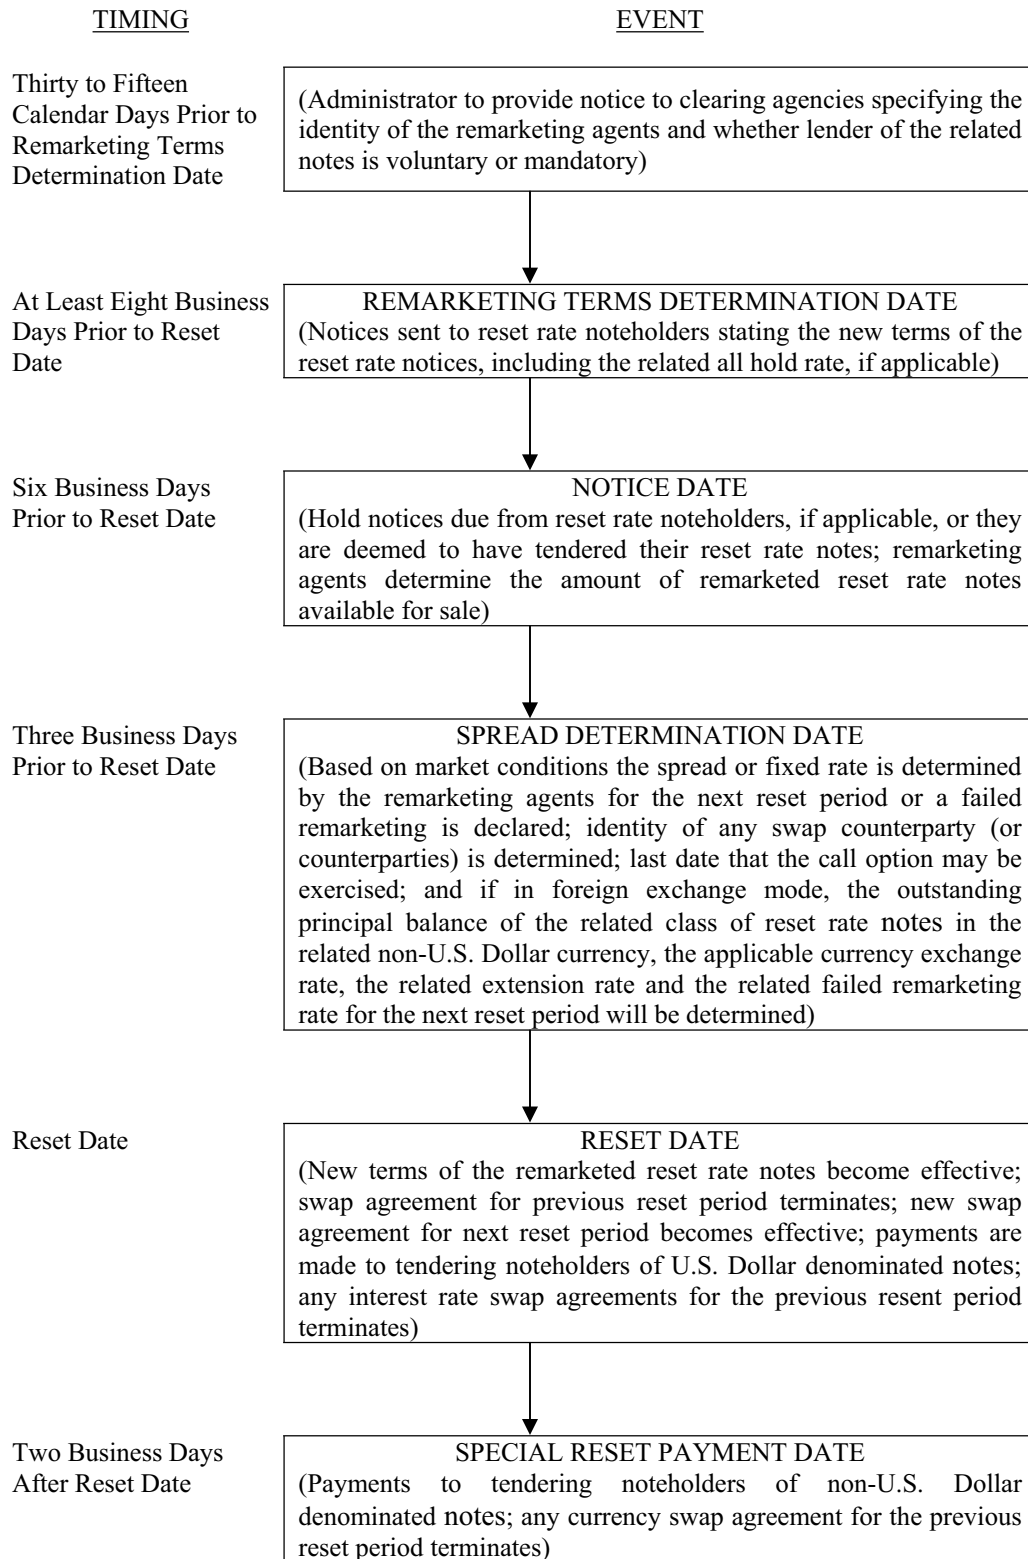 TIMING
EVENT
Thirty to Fifteen
Calendar Days Prior to
Remarketing Terms
Determination Date
(Administrator to provide notice to clearing agencies specifying the
identity of the remarketing agents and whether lender of the related
notes is voluntary or mandatory)
At Least Eight Business
Days Prior to Reset
Date
REMARKETING TERMS DETERMINATION DATE
(Notices sent to reset rate noteholders stating the new terms of the
reset rate notices, including the related all hold rate, if applicable)
Six Business Days
Prior to Reset Date
NOTICE DATE
(Hold notices due from reset rate noteholders, if applicable, or they
are deemed to have tendered their reset rate notes; remarketing
agents determine the amount of remarketed reset rate notes
available for sale)
Three Business Days
Prior to Reset Date
SPREAD DETERMINATION DATE
(Based on market conditions the spread or fixed rate is determined
by the remarketing agents for the next reset period or a failed
remarketing is declared; identity of any swap counterparty (or
counterparties) is determined; last date that the call option may be
exercised; and if in foreign exchange mode, the outstanding
principal balance of the related class of reset rate notes in the
related non-U.S. Dollar currency, the applicable currency exchange
rate, the related extension rate and the related failed remarketing
rate for the next reset period will be determined)
Reset Date
RESET DATE
(New terms of the remarketed reset rate notes become effective;
swap agreement for previous reset period terminates; new swap
agreement for next reset period becomes effective; payments are
made to tendering noteholders of U.S. Dollar denominated notes;
any interest rate swap agreements for the previous resent period
terminates)
Two Business Days
After Reset Date
SPECIAL RESET PAYMENT DATE
(Payments to tendering noteholders of non-U.S. Dollar
denominated notes; any currency swap agreement for the previous
reset period terminates)